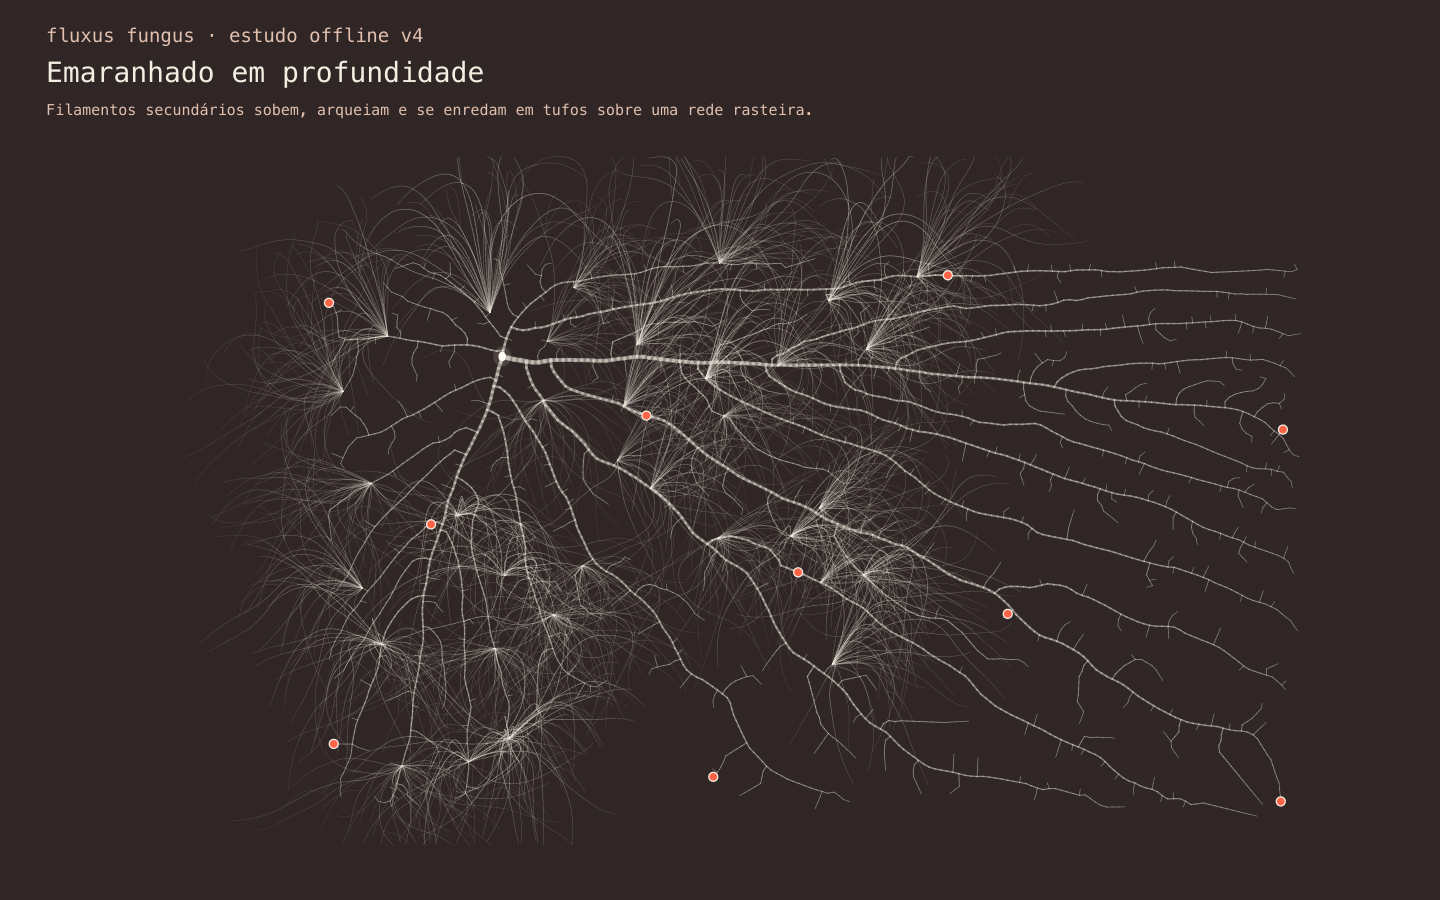 fluxus fungus · estudo offline v4
Emaranhado em profundidade
Filamentos secundários sobem, arqueiam e se enredam em tufos sobre uma rede rasteira.